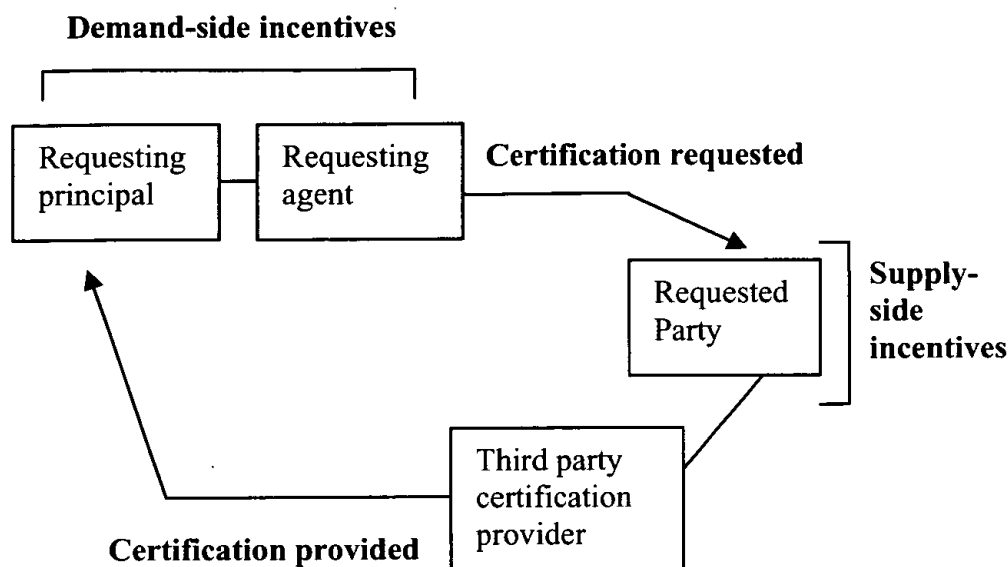 Demand-side incentives
Requesting
principal
Requesting
agent
Certification requested
Requested
Party
Supply-
side
incentives
Third party
certification
provider
Certification provided